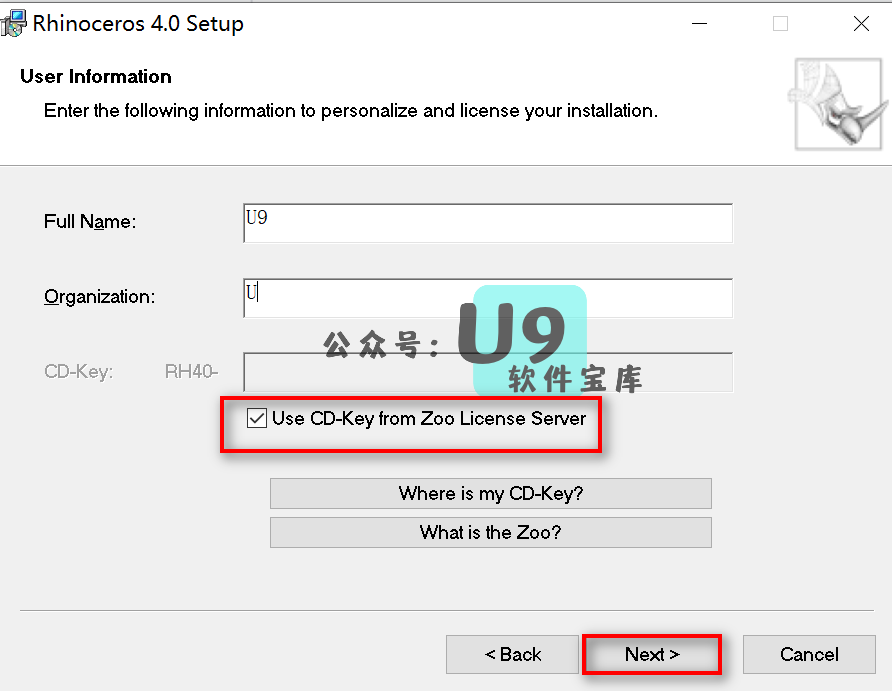 Rhinoceros 4.0 Setup
User Information
Enter the following information to personalize and license your installation.
Full Name:
U9
Organization:
U
公众号：U9
软件宝库
CD-Key: RH40-
Use CD-Key from Zoo License Server
Where is my CD-Key?
What is the Zoo?
< Back Next > Cancel